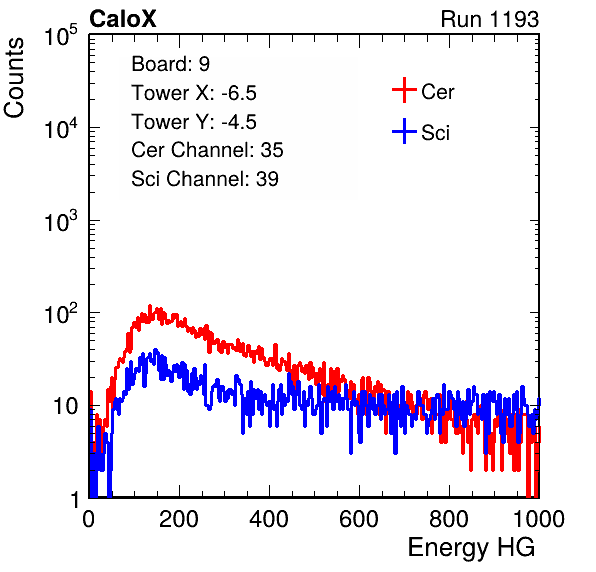 CaloX Run 1193
Counts
10^5
10^4
10^3
10^2
10
1
Board: 9
Tower X: -6.5
Tower Y: -4.5
Cer Channel: 35
Sci Channel: 39
Cer
Sci
0 200 400 600 800 1000
Energy HG